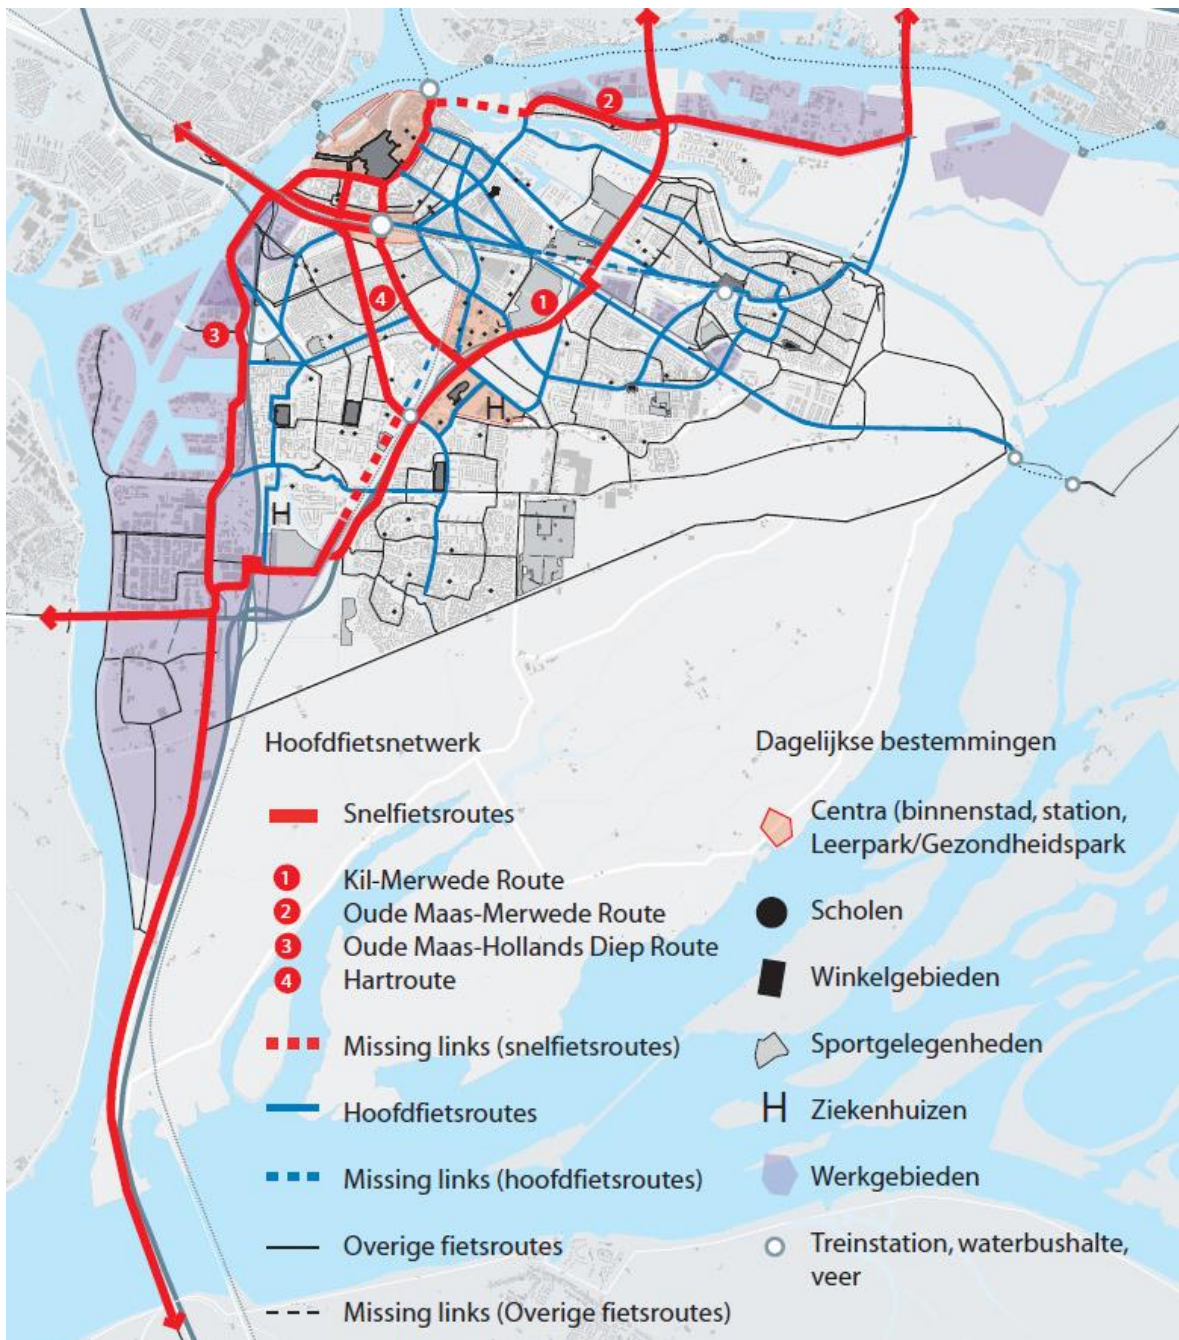 2
1
4
3
H
H
Hoofdfietsnetwerk
Snelfietsroutes
1 Kil-Merwede Route
2 Oude Maas-Merwede Route
3 Oude Maas-Hollands Diep Route
4 Hartroute
Missing links (snelfietsroutes)
Hoofdfietsroutes
Missing links (hoofdfietsroutes)
Overige fietsroutes
Missing links (Overige fietsroutes)
Dagelijkse bestemmingen
Centra (binnenstad, station,
Leerpark/Gezondheidspark
Scholen
Winkelgebieden
Sportgelegenheden
H Ziekenhuizen
Werkgebieden
Treinstation, waterbushalte,
veer